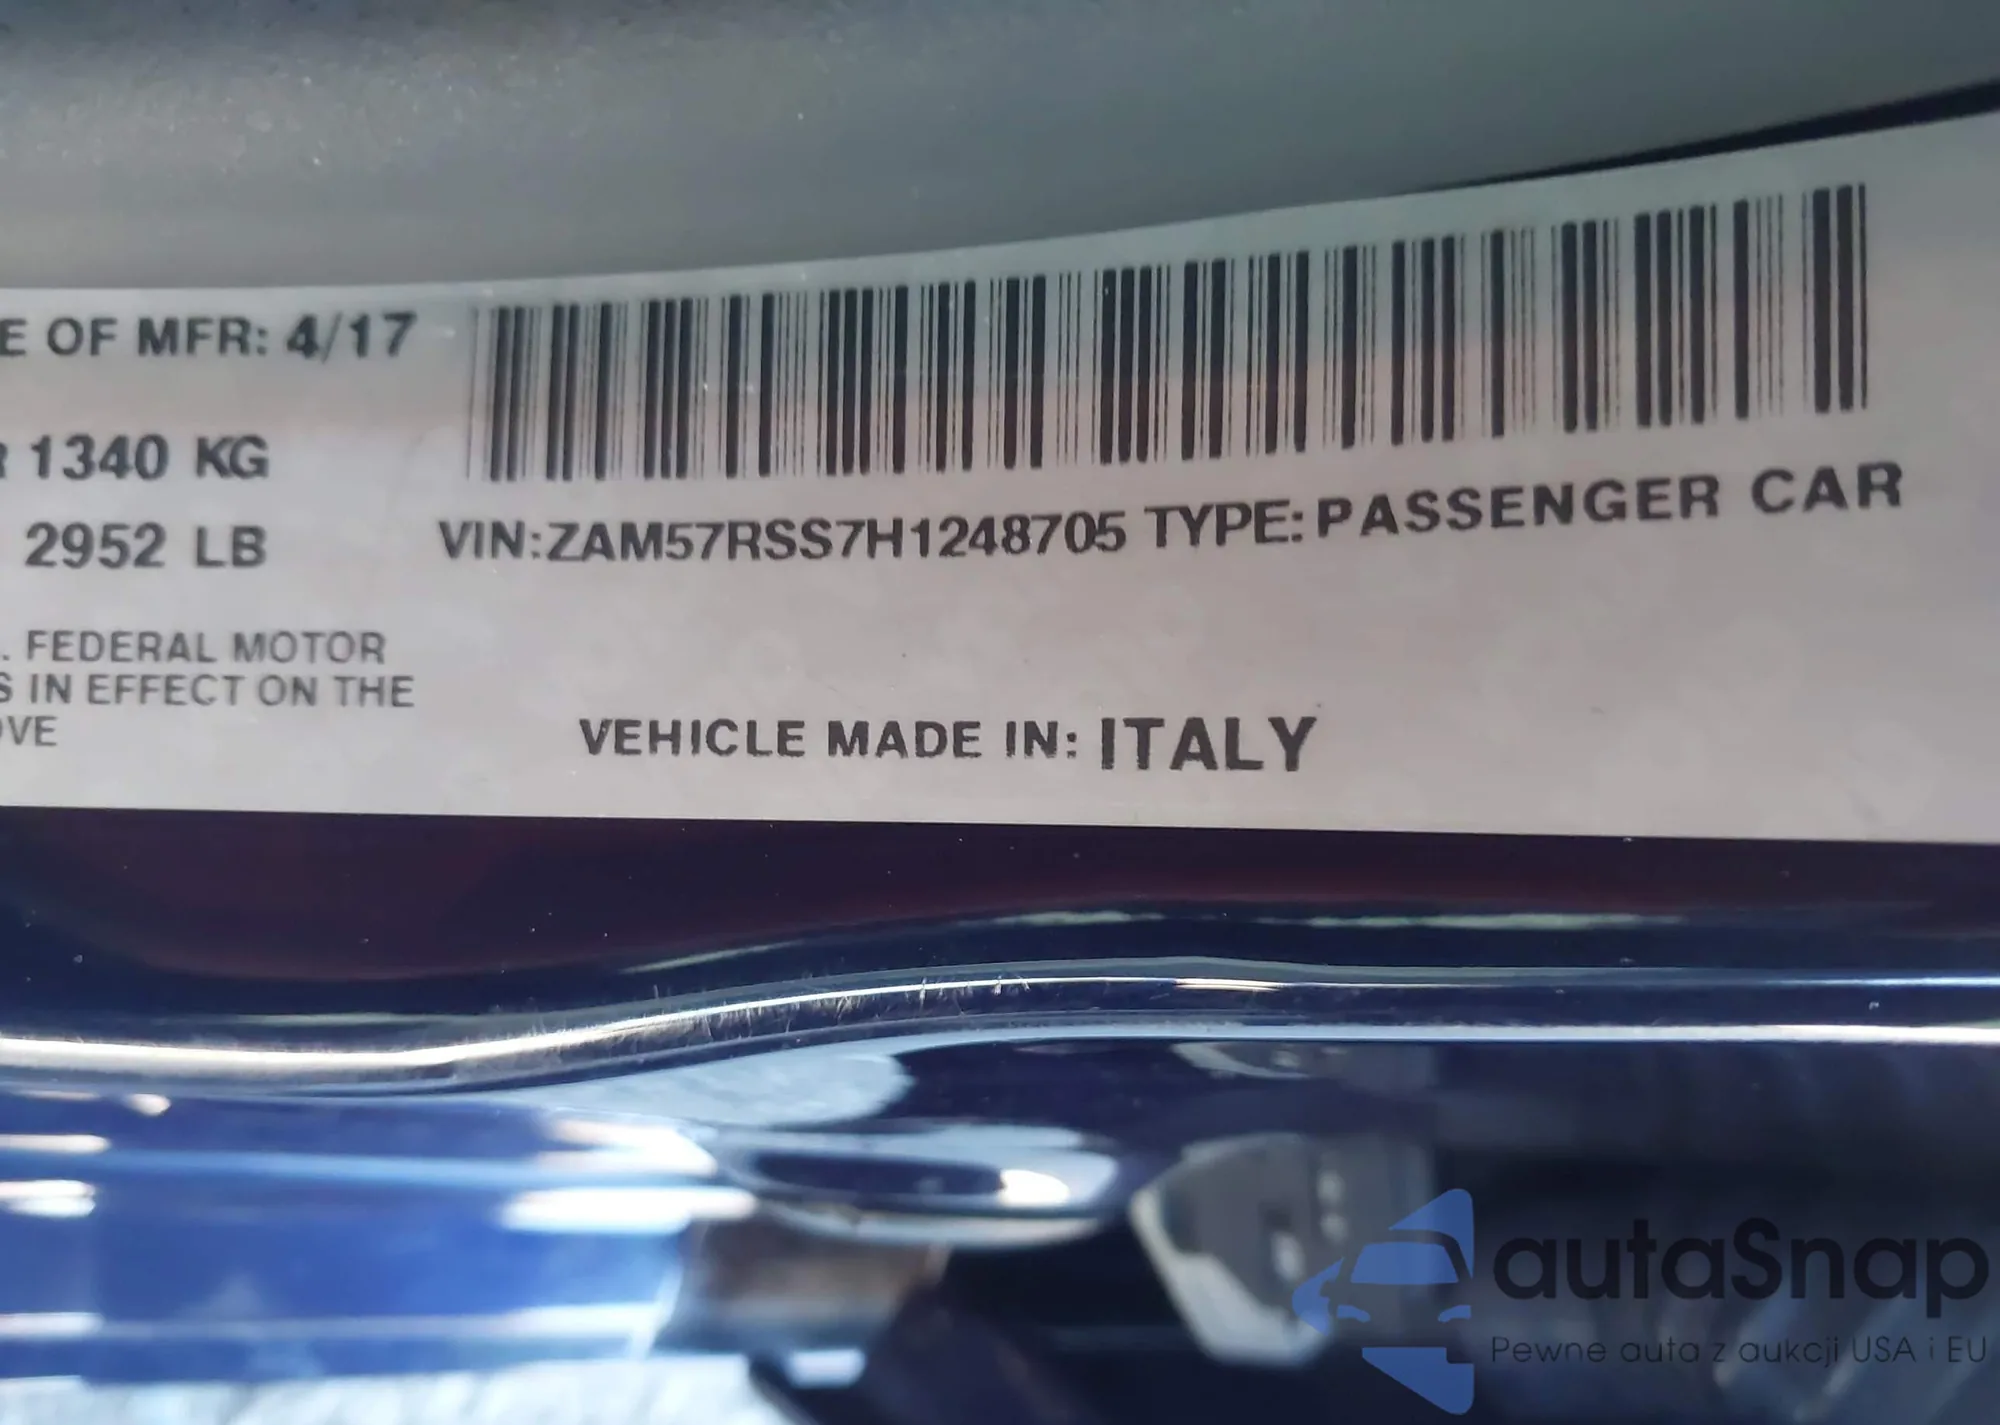 E OF MFR: 4/17
R 1340 KG
2952 LB
VIN:ZAM57RSS7H1248705 TYPE:PASSENGER CAR
. FEDERAL MOTOR
S IN EFFECT ON THE
OVE
VEHICLE MADE IN: ITALY
autaSnap
Pewne auta z aukcji USA i EU